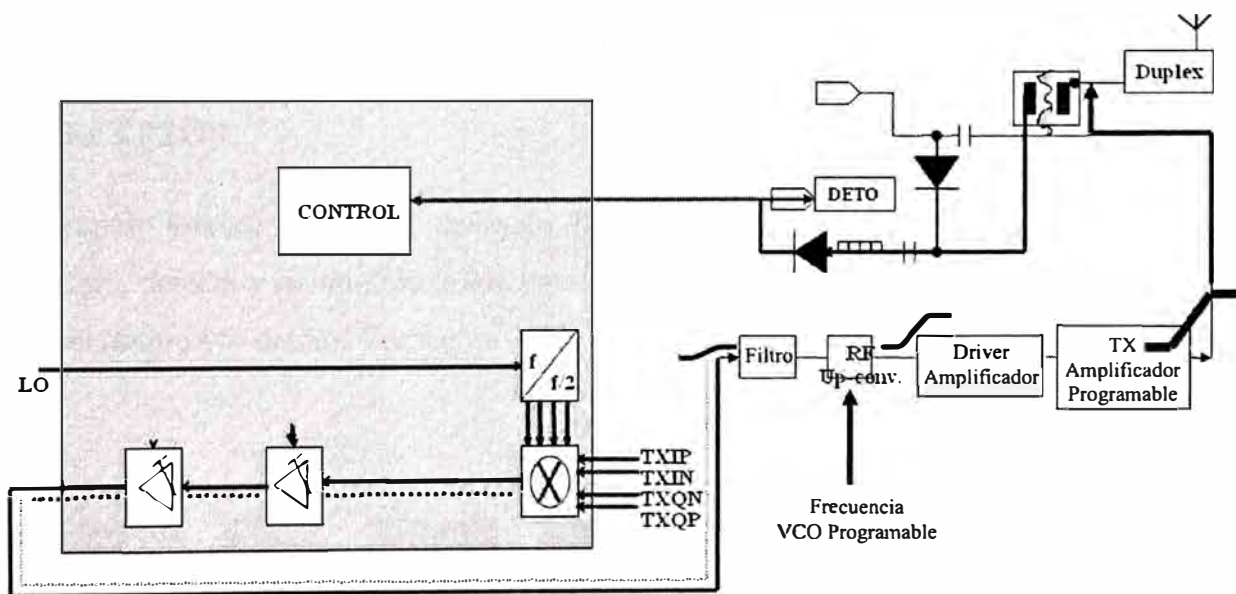 Duplex
DETO
CONTROL
f
f/2
LO
Filtro
RF
Up-conv.
Driver
Amplificador
TX
Amplificador
Programable
TXIP
TXIN
TXQN
TXQP
Frecuencia
VCO Programable